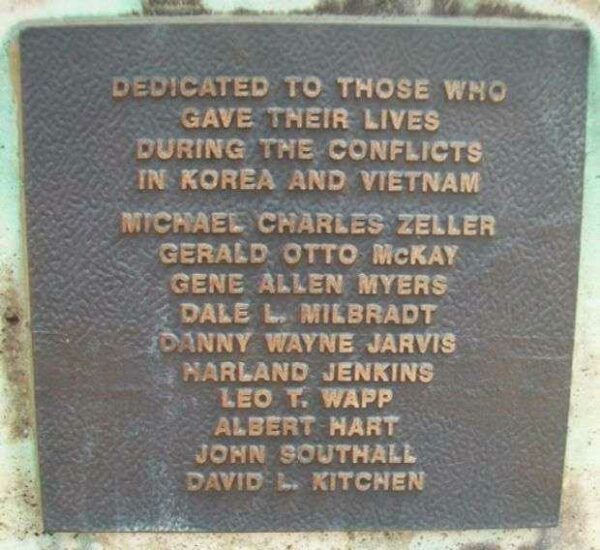 DEDICATED TO THOSE WHO
GAVE THEIR LIVES
DURING THE CONFLICTS
IN KOREA AND VIETNAM
MICHAEL CHARLES ZELLER
GERALD OTTO McKAY
GENE ALLEN MYERS
DALE L. MILBRADT
DANNY WAYNE JARVIS
HARLAND JENKINS
LEO T. WAPP
ALBERT HART
JOHN SOUTHALL
DAVID L. KITCHEN